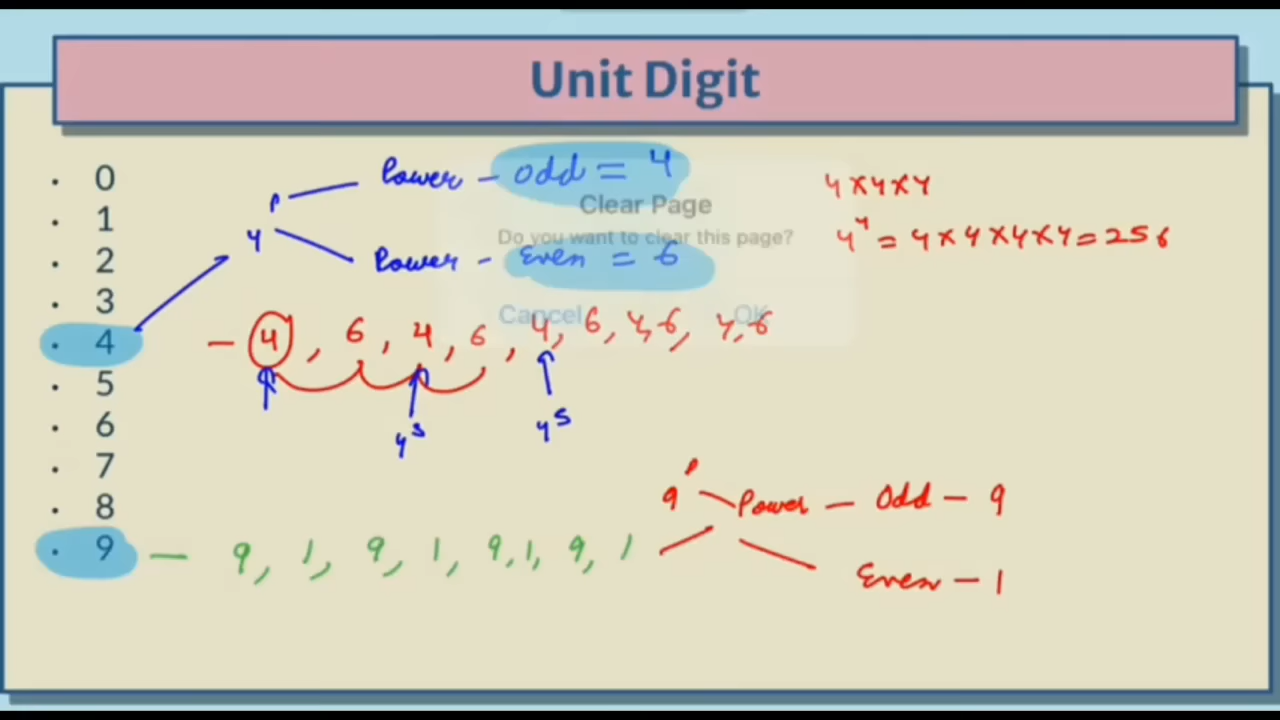 Unit Digit
· 0
· 1
· 2
· 3
· 4
· 5
· 6
· 7
· 8
· 9
Power - odd = 4
4ᵖ
Power - Even = 6
4×4×4
4⁴ = 4×4×4×4 = 256
Clear Page
Do you want to clear this page?
Cancel OK
- 4, 6, 4, 6, 4, 6, 4, 6, 4, 6
4³ 4⁵
9ᵖ Power - Odd - 9
- 9, 1, 9, 1, 9, 1, 9, 1
Even - 1